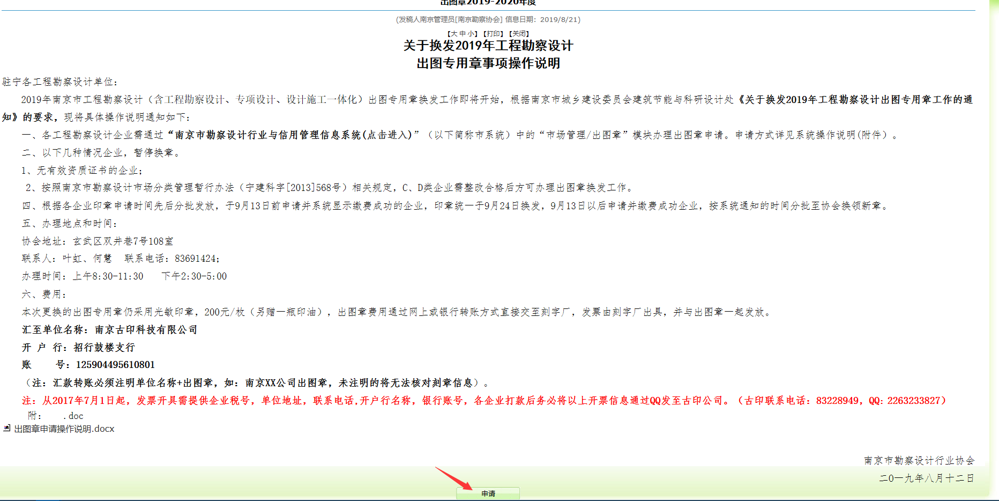 出图章2019-2020年度
(发稿人南京管理员[南京勘察协会] 信息日期：2019/8/21)
【大 中 小】【打印】【关闭】
关于换发2019年工程勘察设计
出图专用章事项操作说明
驻宁各工程勘察设计单位：
2019年南京市工程勘察设计（含工程勘察设计、专项设计、设计施工一体化）出图专用章换发工作即将开始，根据南京市城乡建设委员会建筑节能与科研设计处《关于换发2019年工程勘察设计出图专用章工作的通
知》的要求，现将具体操作说明通知如下：
一、各工程勘察设计企业需通过“南京市勘察设计行业与信用管理信息系统(点击进入)”（以下简称市系统）中的“市场管理/出图章”模块办理出图章申请。申请方式详见系统操作说明(附件）。
二、以下几种情况企业，暂停换章。
1、无有效资质证书的企业；
2、按照南京市勘察设计市场分类管理暂行办法（宁建科字[2013]568号）相关规定，C、D类企业需整改合格后方可办理出图章换发工作。
四、根据各企业印章申请时间先后分批发放，于9月13日前申请并系统显示缴费成功的企业，印章统一于9月24日换发，9月13日以后申请并缴费成功企业，按系统通知的时间分批至协会换领新章。
五、办理地点和时间：
协会地址：玄武区双井巷7号108室
联系人：叶虹、何慧 联系电话：83691424；
办理时间：上午8:30-11:30 下午2:30-5:00
六、费用：
本次更换的出图专用章仍采用光敏印章，200元/枚（另赠一瓶印油），出图章费用通过网上或银行转账方式直接交至刻字厂，发票由刻字厂出具，并与出图章一起发放。
汇至单位名称：南京古印科技有限公司
开 户 行：招行鼓楼支行
账 号：125904495610801
（注：汇款转账必须注明单位名称+出图章，如：南京XX公司出图章，未注明的将无法核对刻章信息）。
注：从2017年7月1日起，发票开具需提供企业税号，单位地址，联系电话,开户行名称，银行账号，各企业打款后务必将以上开票信息通过QQ发至古印公司。（古印联系电话：83228949，QQ: 2263233827）
附： .doc
出图章申请操作说明.docx
南京市勘察设计行业协会
二O一九年八月十二日
申请